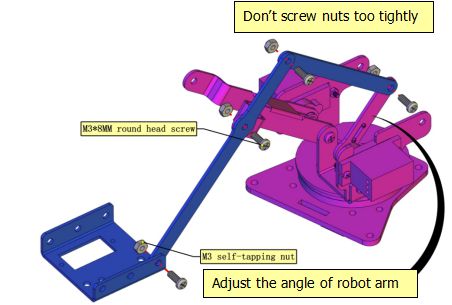 Don’t screw nuts too tightly
M3*8MM round head screw
M3 self-tapping nut
Adjust the angle of robot arm